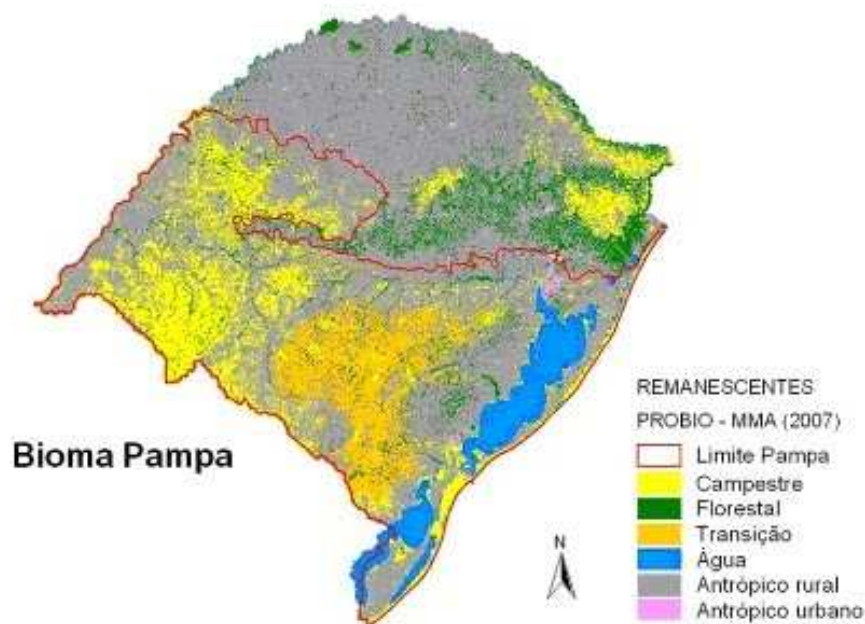 Bioma Pampa
N
REMANESCENTES
PROBIO - MMA (2007)
Limite Pampa
Campestre
Florestal
Transição
Água
Antrópico rural
Antrópico urbano